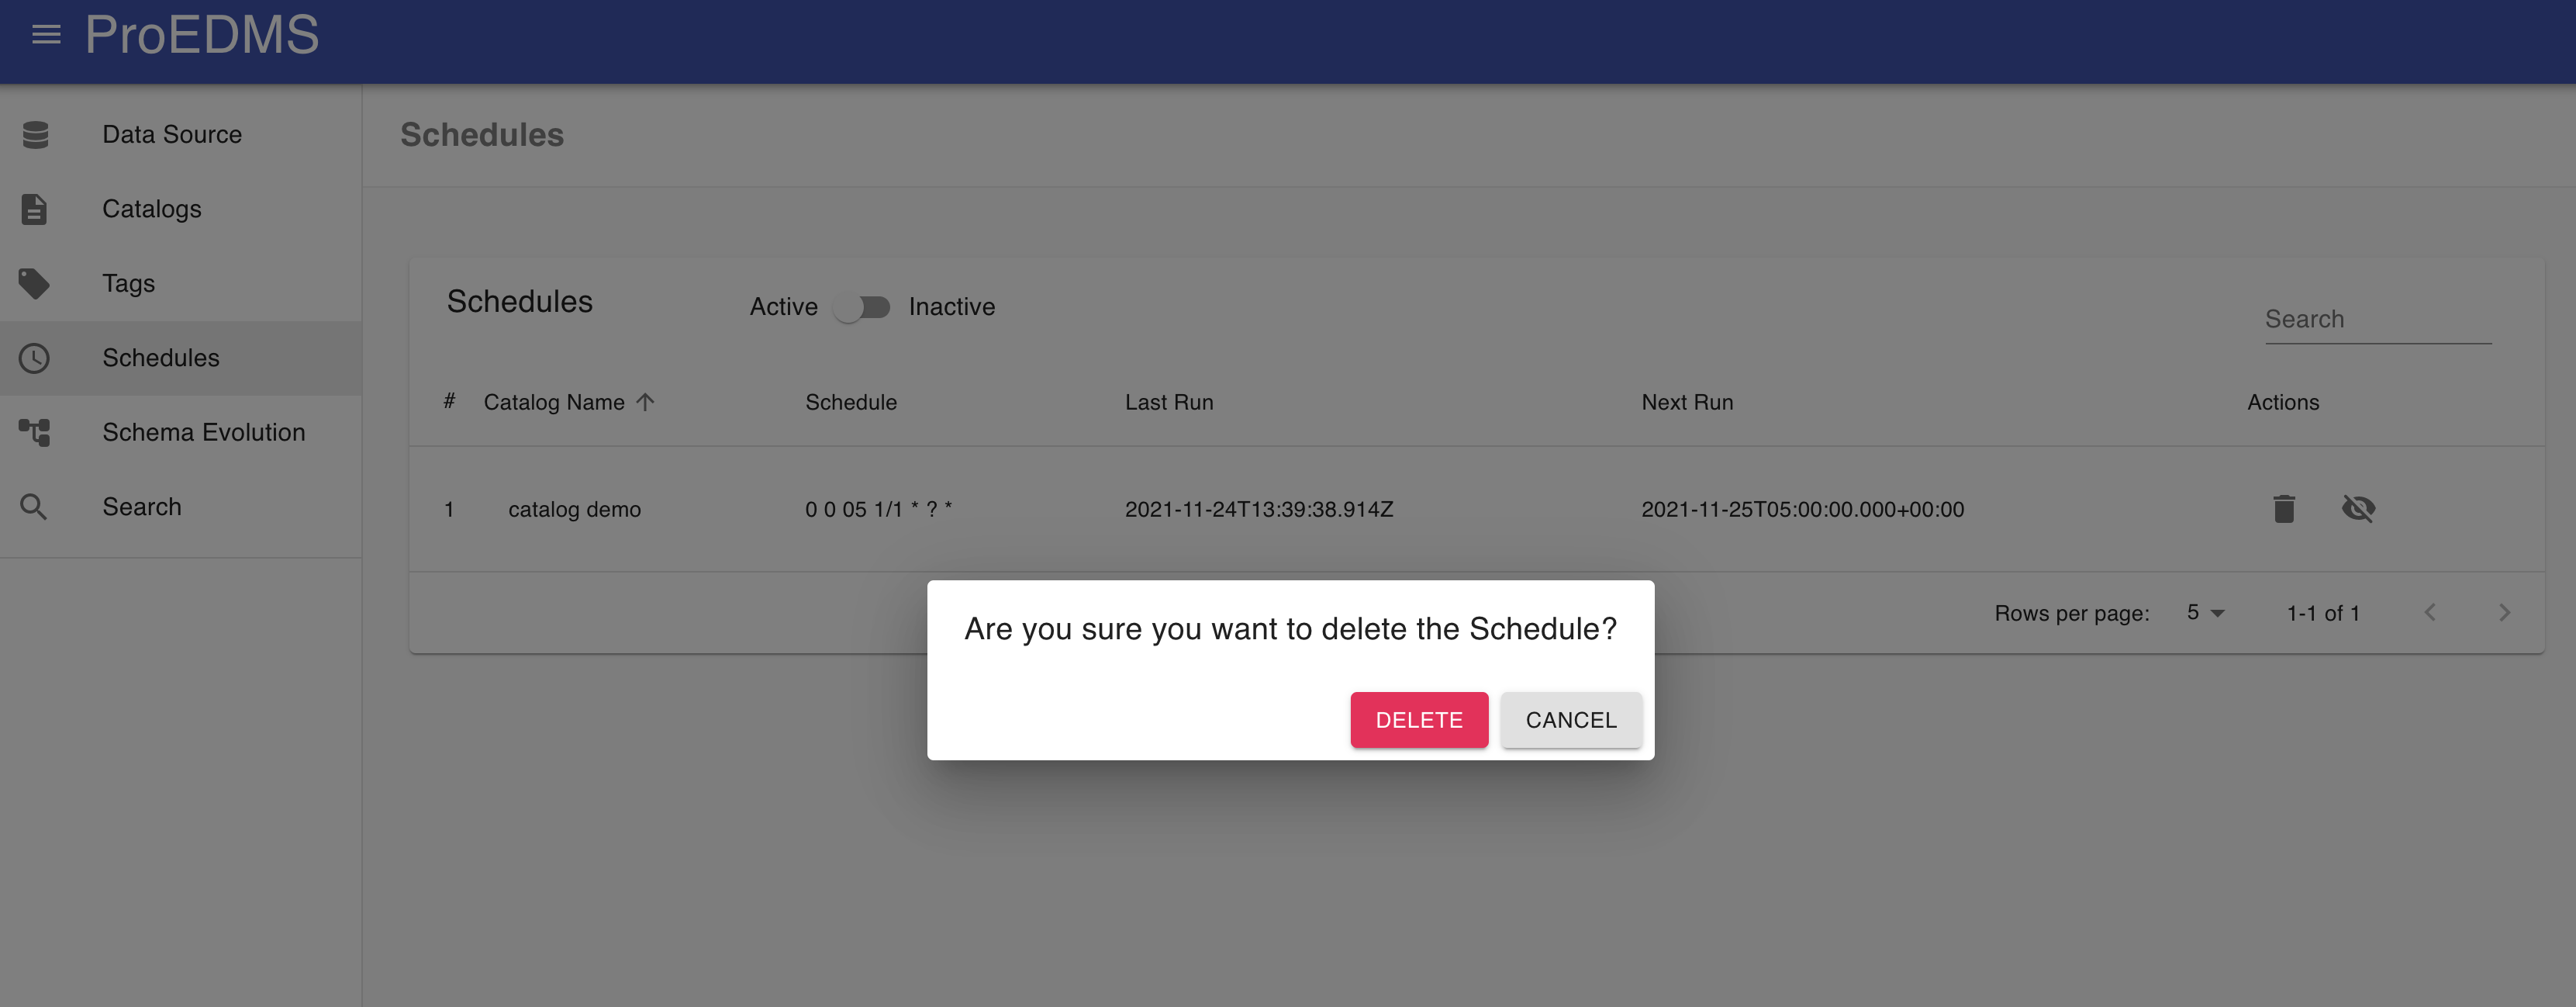 ProEDMS
Data Source
Catalogs
Tags
Schedules
Schema Evolution
Search
Schedules
Schedules Active Inactive Search
# Catalog Name Schedule Last Run Next Run Actions
1 catalog demo 0 0 05 1/1 * ? * 2021-11-24T13:39:38.914Z 2021-11-25T05:00:00.000+00:00
Rows per page: 5 1-1 of 1
Are you sure you want to delete the Schedule?
DELETE CANCEL